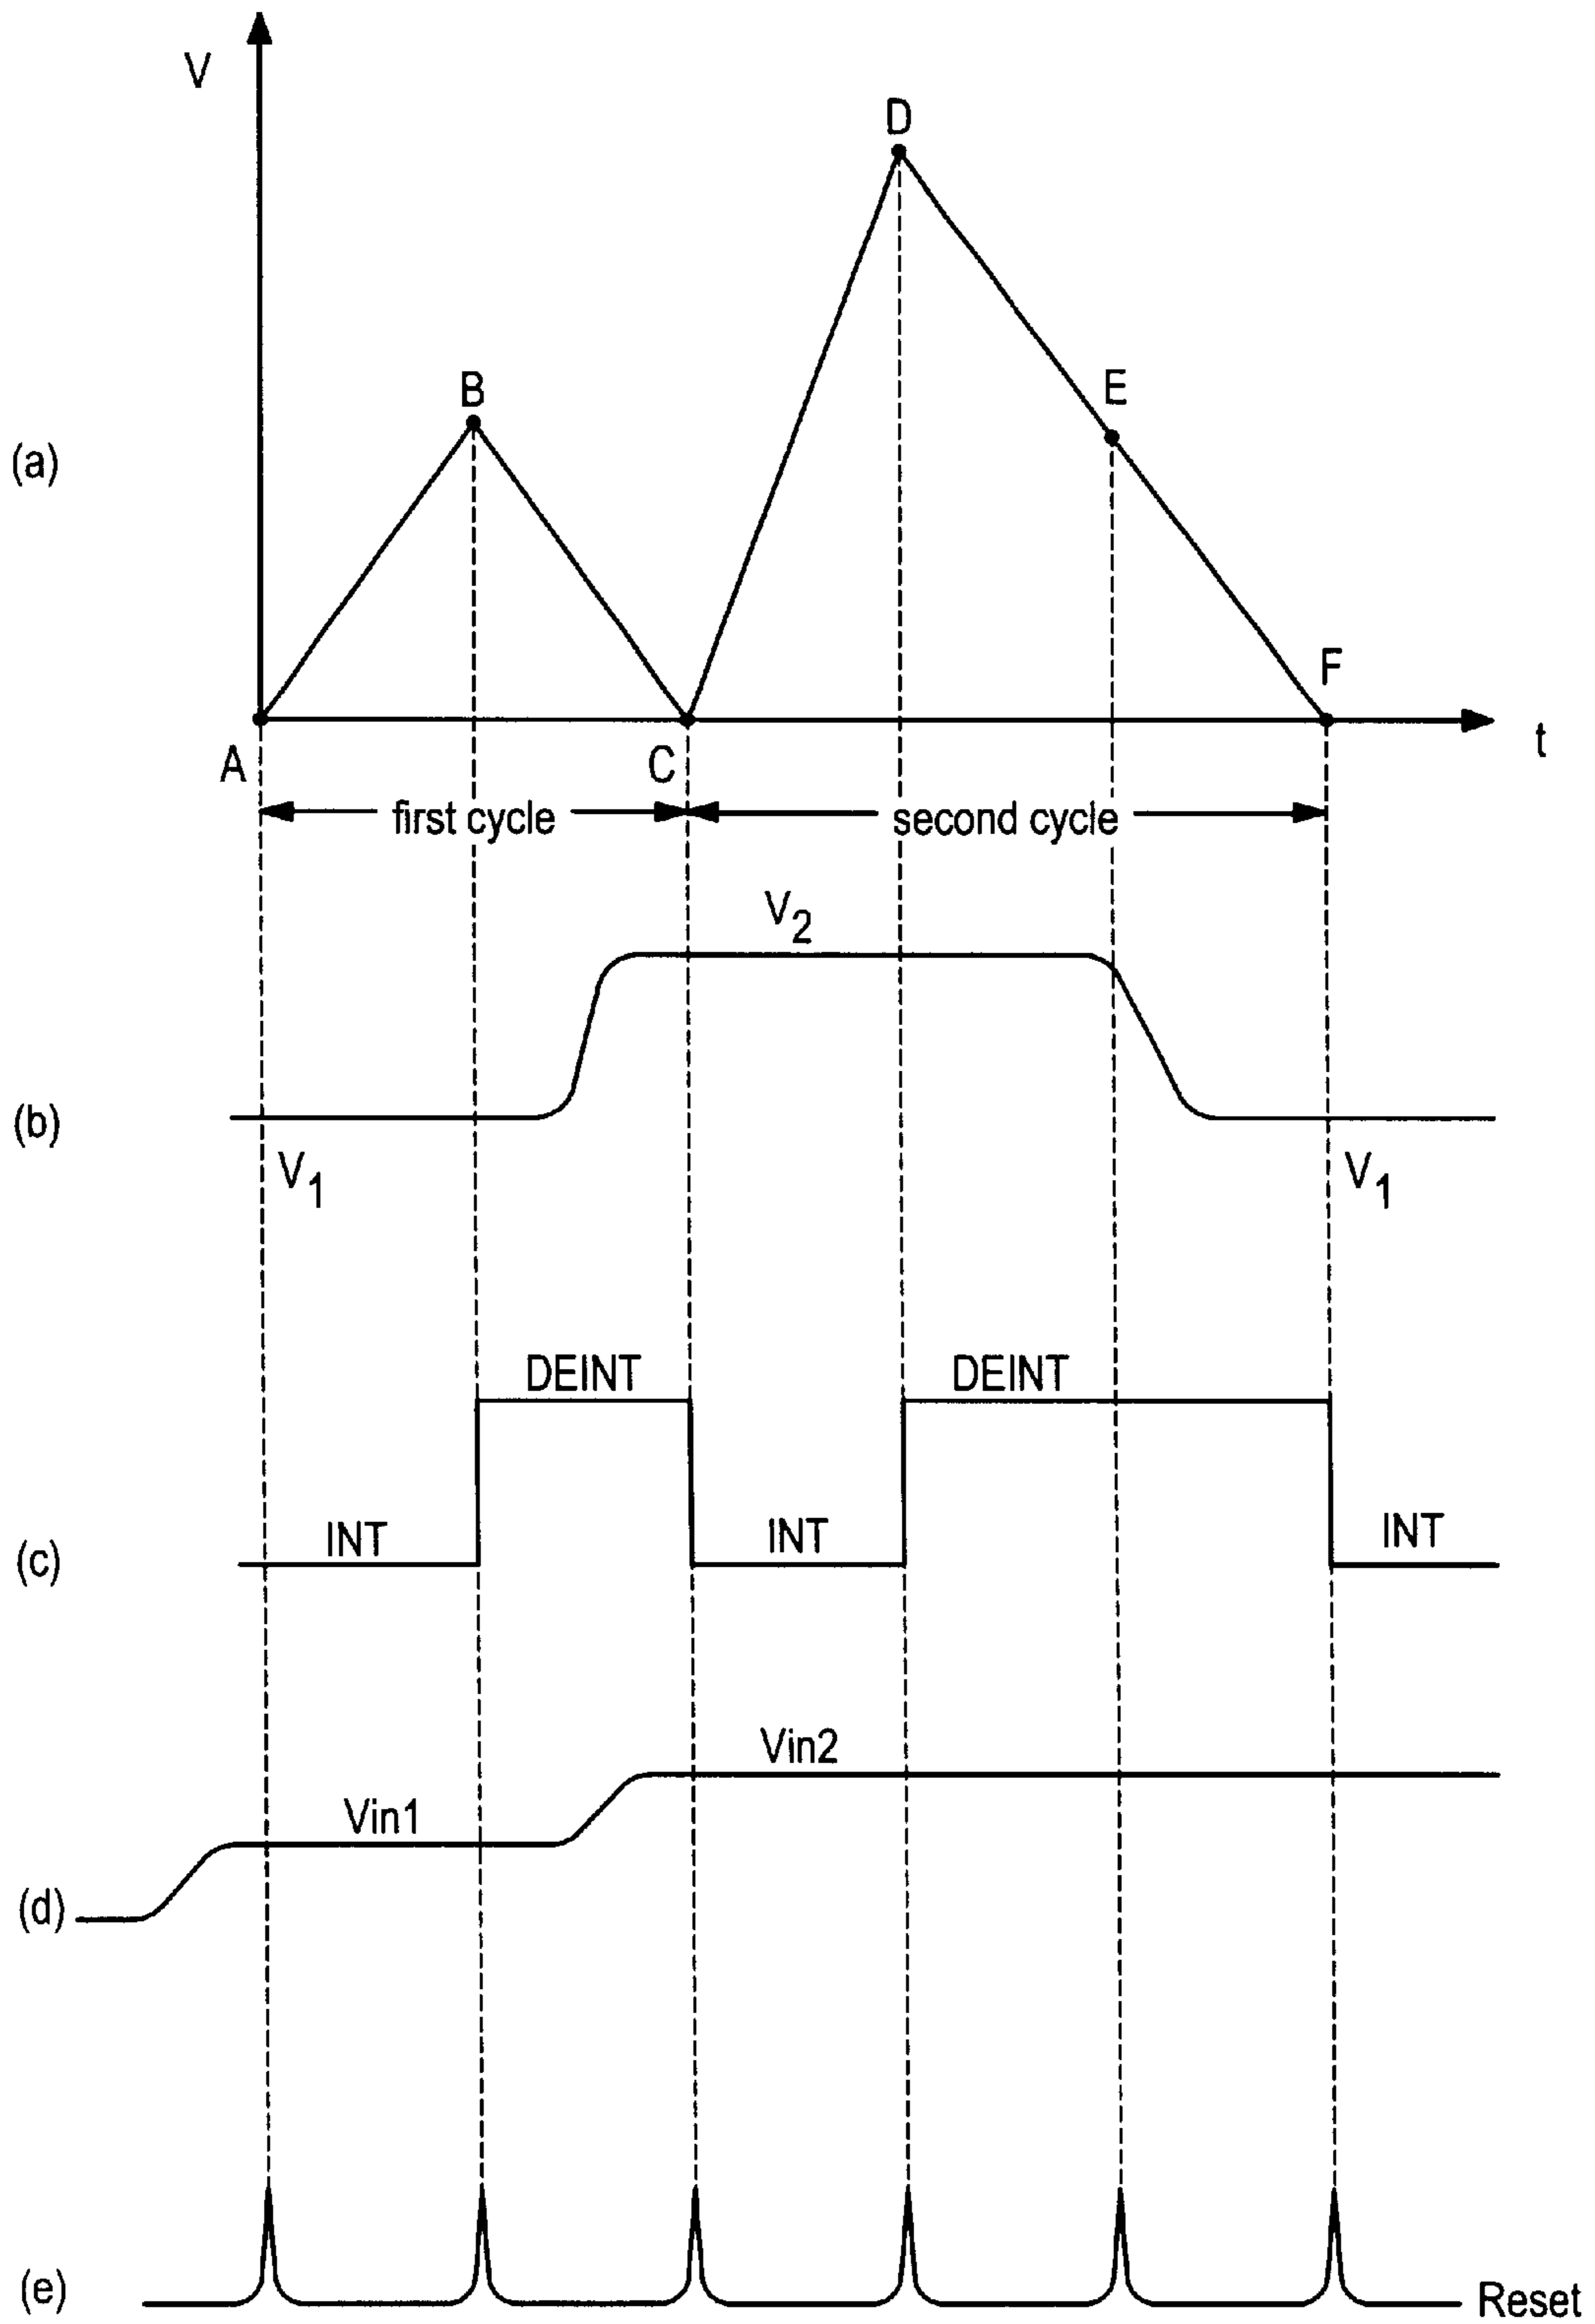 V
D
B
E
(a)
F
A
C
t
first cycle
second cycle
V2
(b)
V1
V1
DEINT
DEINT
INT
INT
INT
(c)
Vin2
Vin1
(d)
(e)
Reset